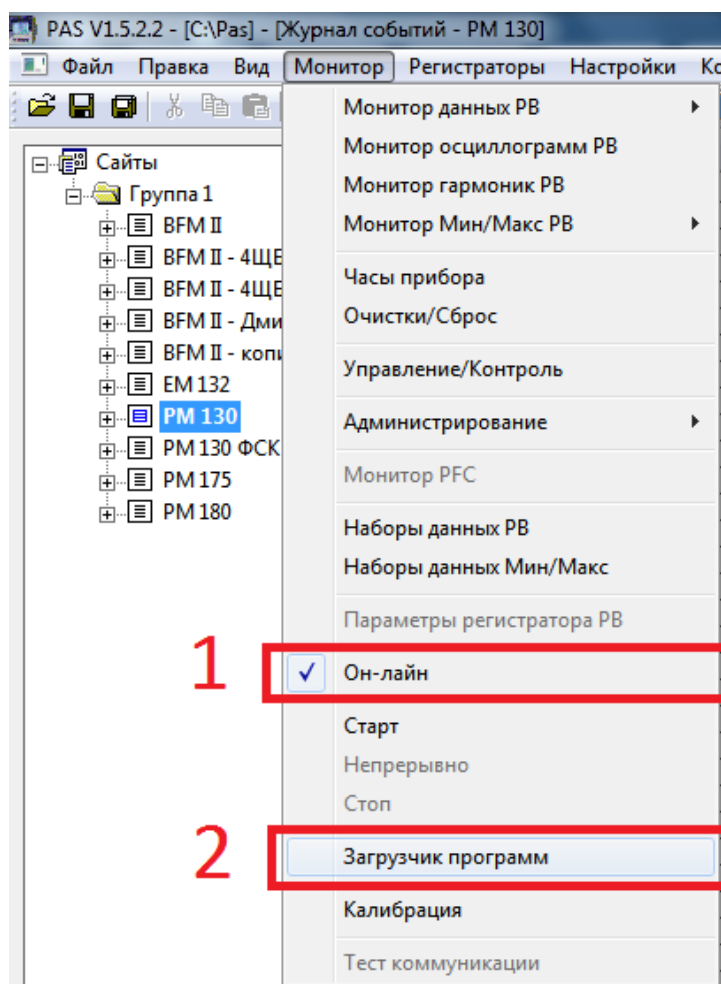 PAS V1.5.2.2 - [C:\Pas] - [Журнал событий - PM 130]
Файл Правка Вид Монитор Регистраторы Настройки
Сайты
Группа 1
BFM II
BFM II - 4ЩЕ
BFM II - 4ЩЕ
BFM II - Дми
BFM II - копи
EM 132
PM 130
PM 130 ФСК
PM 175
PM 180
Монитор данных РВ
Монитор осциллограмм РВ
Монитор гармоник РВ
Монитор Мин/Макс РВ
Часы прибора
Очистки/Сброс
Управление/Контроль
Администрирование
Монитор PFC
Наборы данных РВ
Наборы данных Мин/Макс
Параметры регистратора РВ
1
Он-лайн
Старт
Непрерывно
Стоп
2
Загрузчик программ
Калибрация
Тест коммуникации